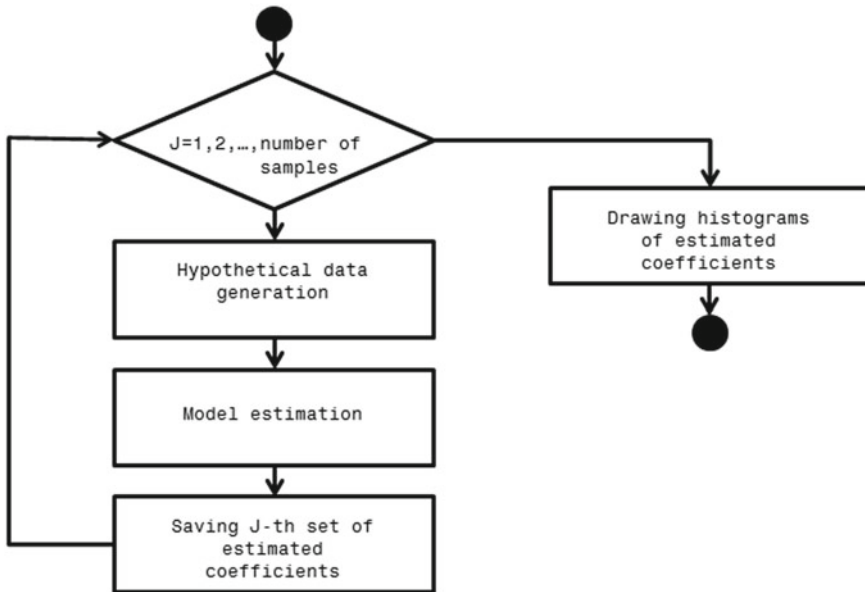 J=1,2,…,number of
samples
Drawing histograms
of estimated
coefficients
Hypothetical data
generation
Model estimation
Saving J-th set of
estimated
coefficients